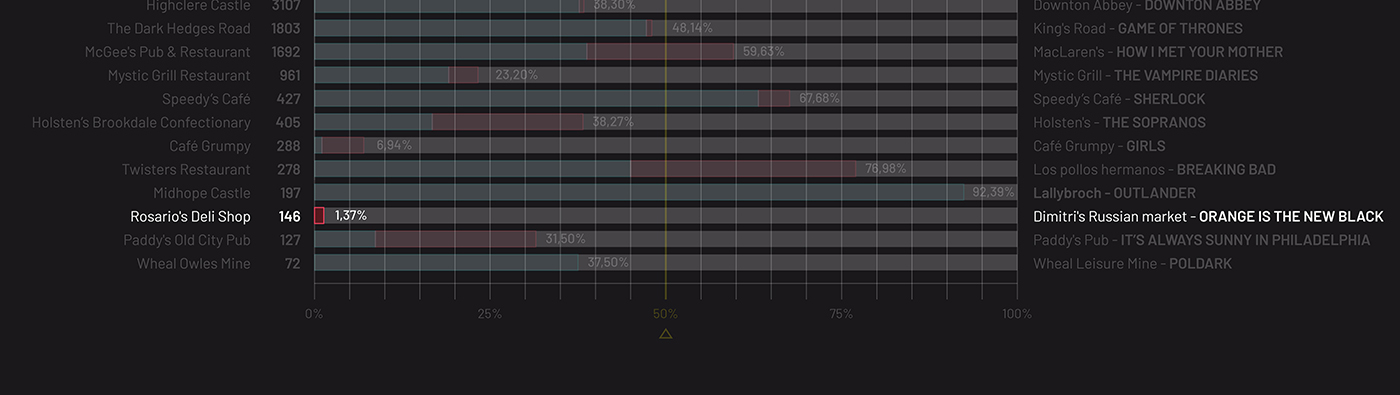 Highclere Castle 3107 38,30% Downton Abbey - DOWNTON ABBEY
The Dark Hedges Road 1803 48,14% King's Road - GAME OF THRONES
McGee's Pub & Restaurant 1692 59,63% MacLaren's - HOW I MET YOUR MOTHER
Mystic Grill Restaurant 961 23,20% Mystic Grill - THE VAMPIRE DIARIES
Speedy's Café 427 67,68% Speedy's Café - SHERLOCK
Holsten's Brookdale Confectionary 405 38,27% Holsten's - THE SOPRANOS
Café Grumpy 288 6,94% Café Grumpy - GIRLS
Twisters Restaurant 278 76,98% Los pollos hermanos - BREAKING BAD
Midhope Castle 197 92,39% Lallybroch - OUTLANDER
Rosario's Deli Shop 146 1,37% Dimitri's Russian market - ORANGE IS THE NEW BLACK
Paddy's Old City Pub 127 31,50% Paddy's Pub - IT'S ALWAYS SUNNY IN PHILADELPHIA
Wheal Owles Mine 72 37,50% Wheal Leisure Mine - POLDARK
0% 25% 50% 75% 100%